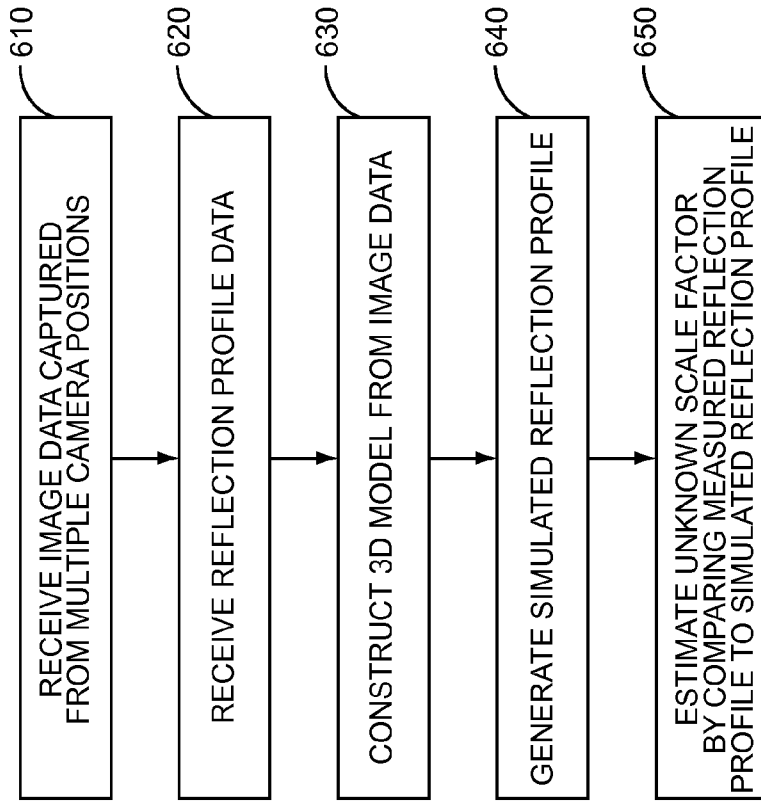 RECEIVE IMAGE DATA CAPTURED
FROM MULTIPLE CAMERA POSITIONS
610
RECEIVE REFLECTION PROFILE DATA
620
CONSTRUCT 3D MODEL FROM IMAGE DATA
630
GENERATE SIMULATED REFLECTION PROFILE
640
ESTIMATE UNKNOWN SCALE FACTOR
BY COMPARING MEASURED REFLECTION
PROFILE TO SIMULATED REFLECTION PROFILE
650